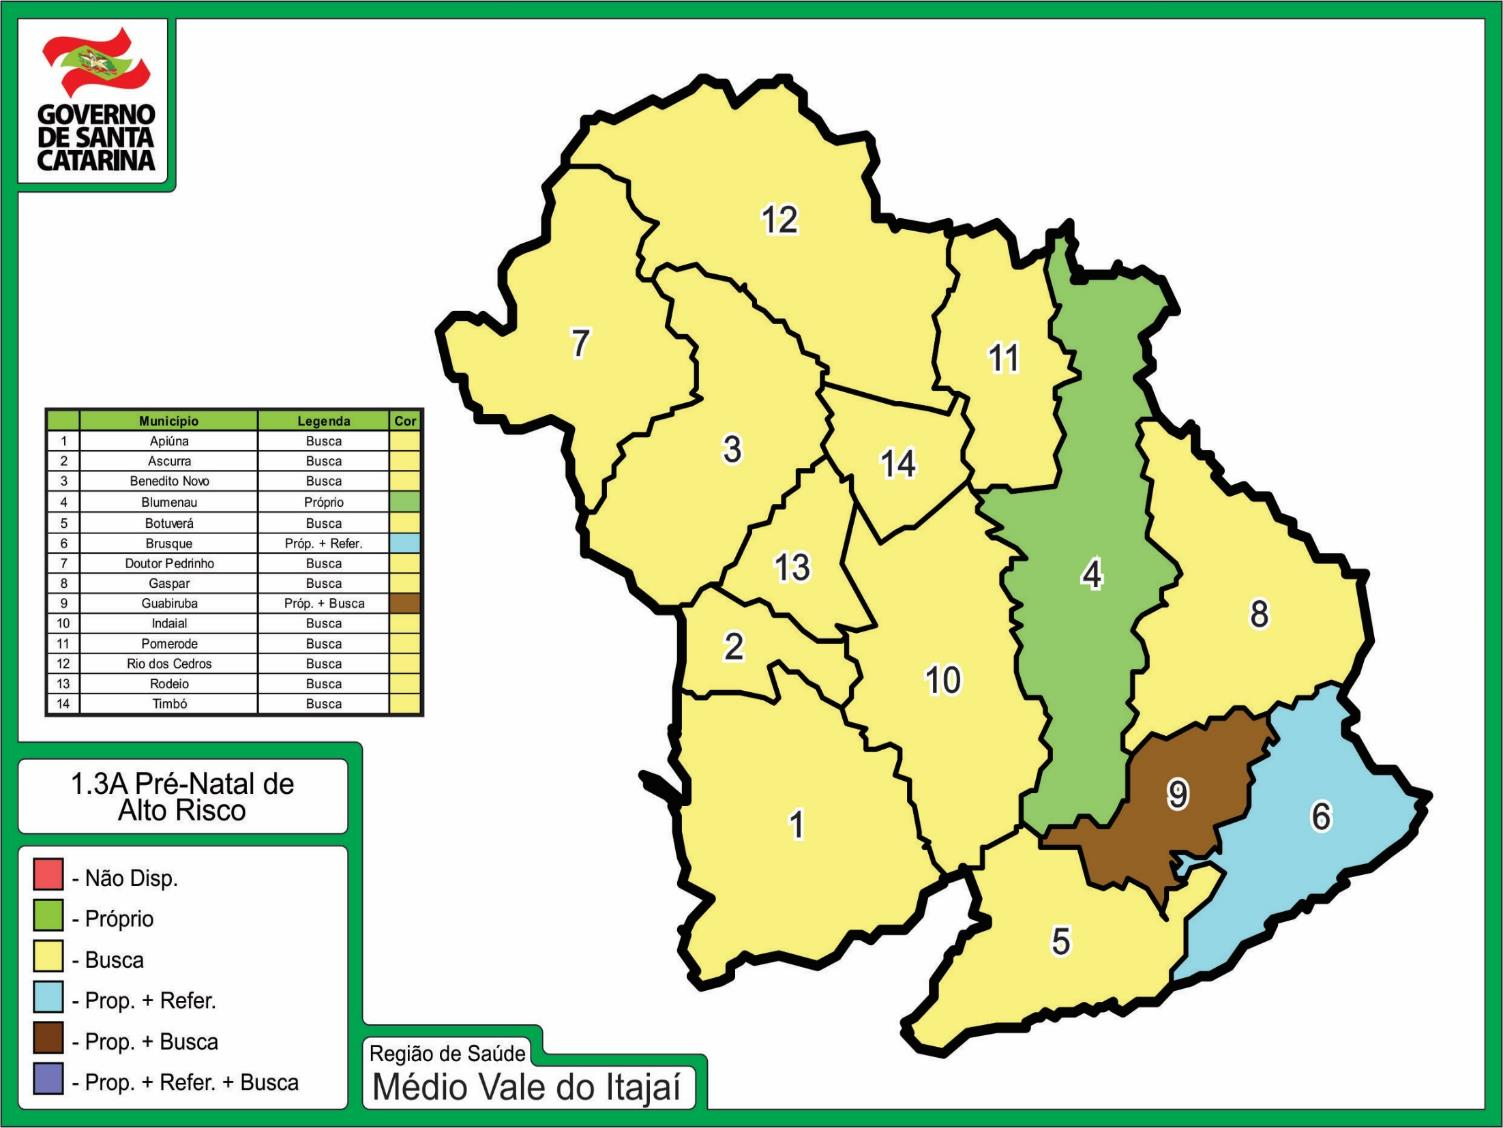 GOVERNO
DE SANTA
CATARINA
12
7
11
3
14
13
4
8
2
10
9
6
1
5
Município Legenda Cor
1 Apiúna Busca
2 Ascurra Busca
3 Benedito Novo Busca
4 Blumenau Próprio
5 Botuverá Busca
6 Brusque Próp. + Refer.
7 Doutor Pedrinho Busca
8 Gaspar Busca
9 Guabiruba Próp. + Busca
10 Indaial Busca
11 Pomerode Busca
12 Rio dos Cedros Busca
13 Rodeio Busca
14 Timbó Busca
1.3A Pré-Natal de
Alto Risco
- Não Disp.
- Próprio
- Busca
- Prop. + Refer.
- Prop. + Busca
- Prop. + Refer. + Busca
Região de Saúde
Médio Vale do Itajaí